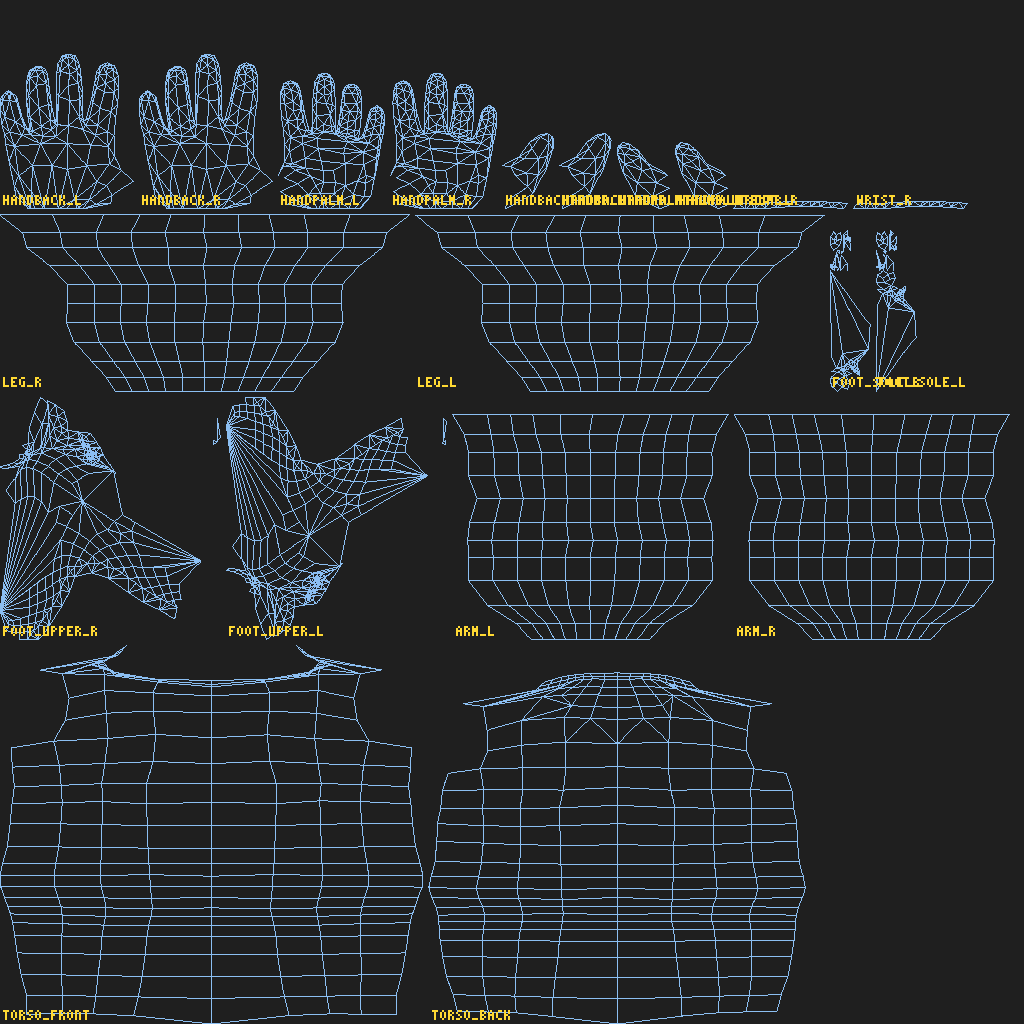 HANDBACK_L
HANDBACK_R
HANDPALM_L
HANDPALM_R
WRIST_R
LEG_R
LEG_L
FOOT_UPPER_R
FOOT_UPPER_L
ARM_L
ARM_R
TORSO_FRONT
TORSO_BACK